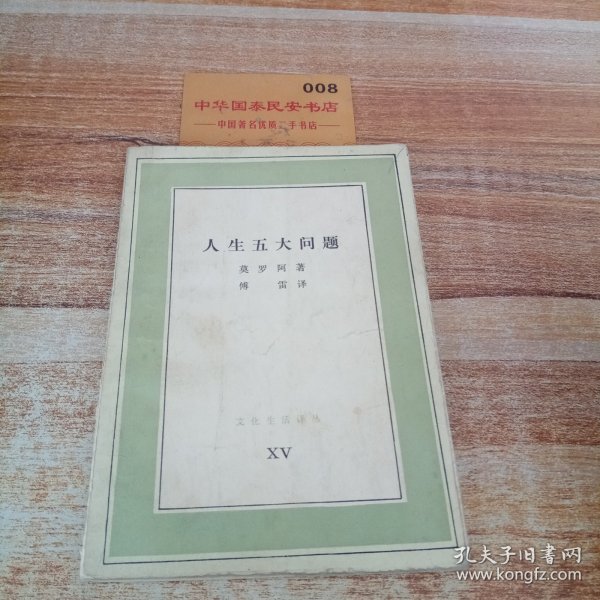 008
中华国泰民安书店
中国著名优质二手书店
人生五大问题
莫罗阿著
傅雷译
文化生活译丛
XV
孔夫子旧书网
www.kongfz.com